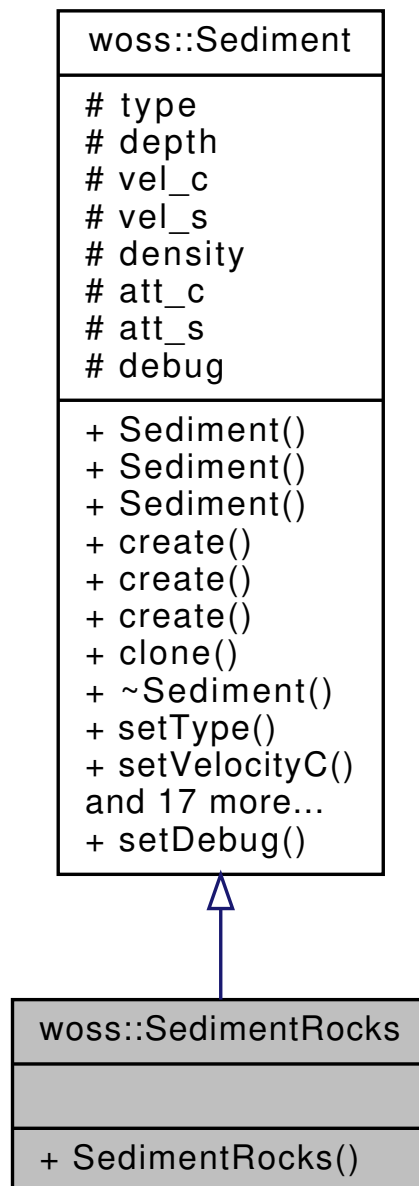 woss::Sediment
# type
# depth
# vel_c
# vel_s
# density
# att_c
# att_s
# debug
+ Sediment()
+ Sediment()
+ Sediment()
+ create()
+ create()
+ create()
+ clone()
+ ~Sediment()
+ setType()
+ setVelocityC()
and 17 more...
+ setDebug()
woss::SedimentRocks
+ SedimentRocks()